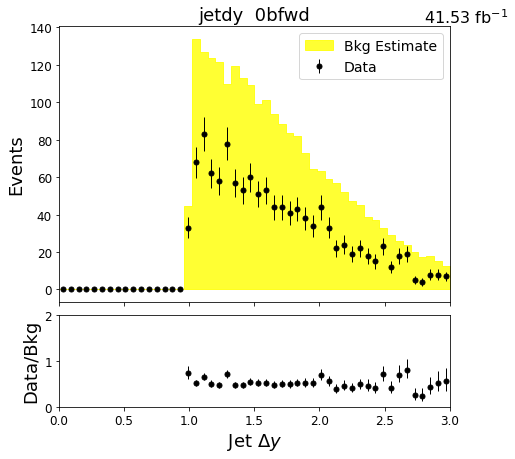 jetdy 0bfwd
41.53 fb⁻¹
Bkg Estimate
Data
Events
140
120
100
80
60
40
20
0
Data/Bkg
2
1
0
0.0 0.5 1.0 1.5 2.0 2.5 3.0
Jet Δy